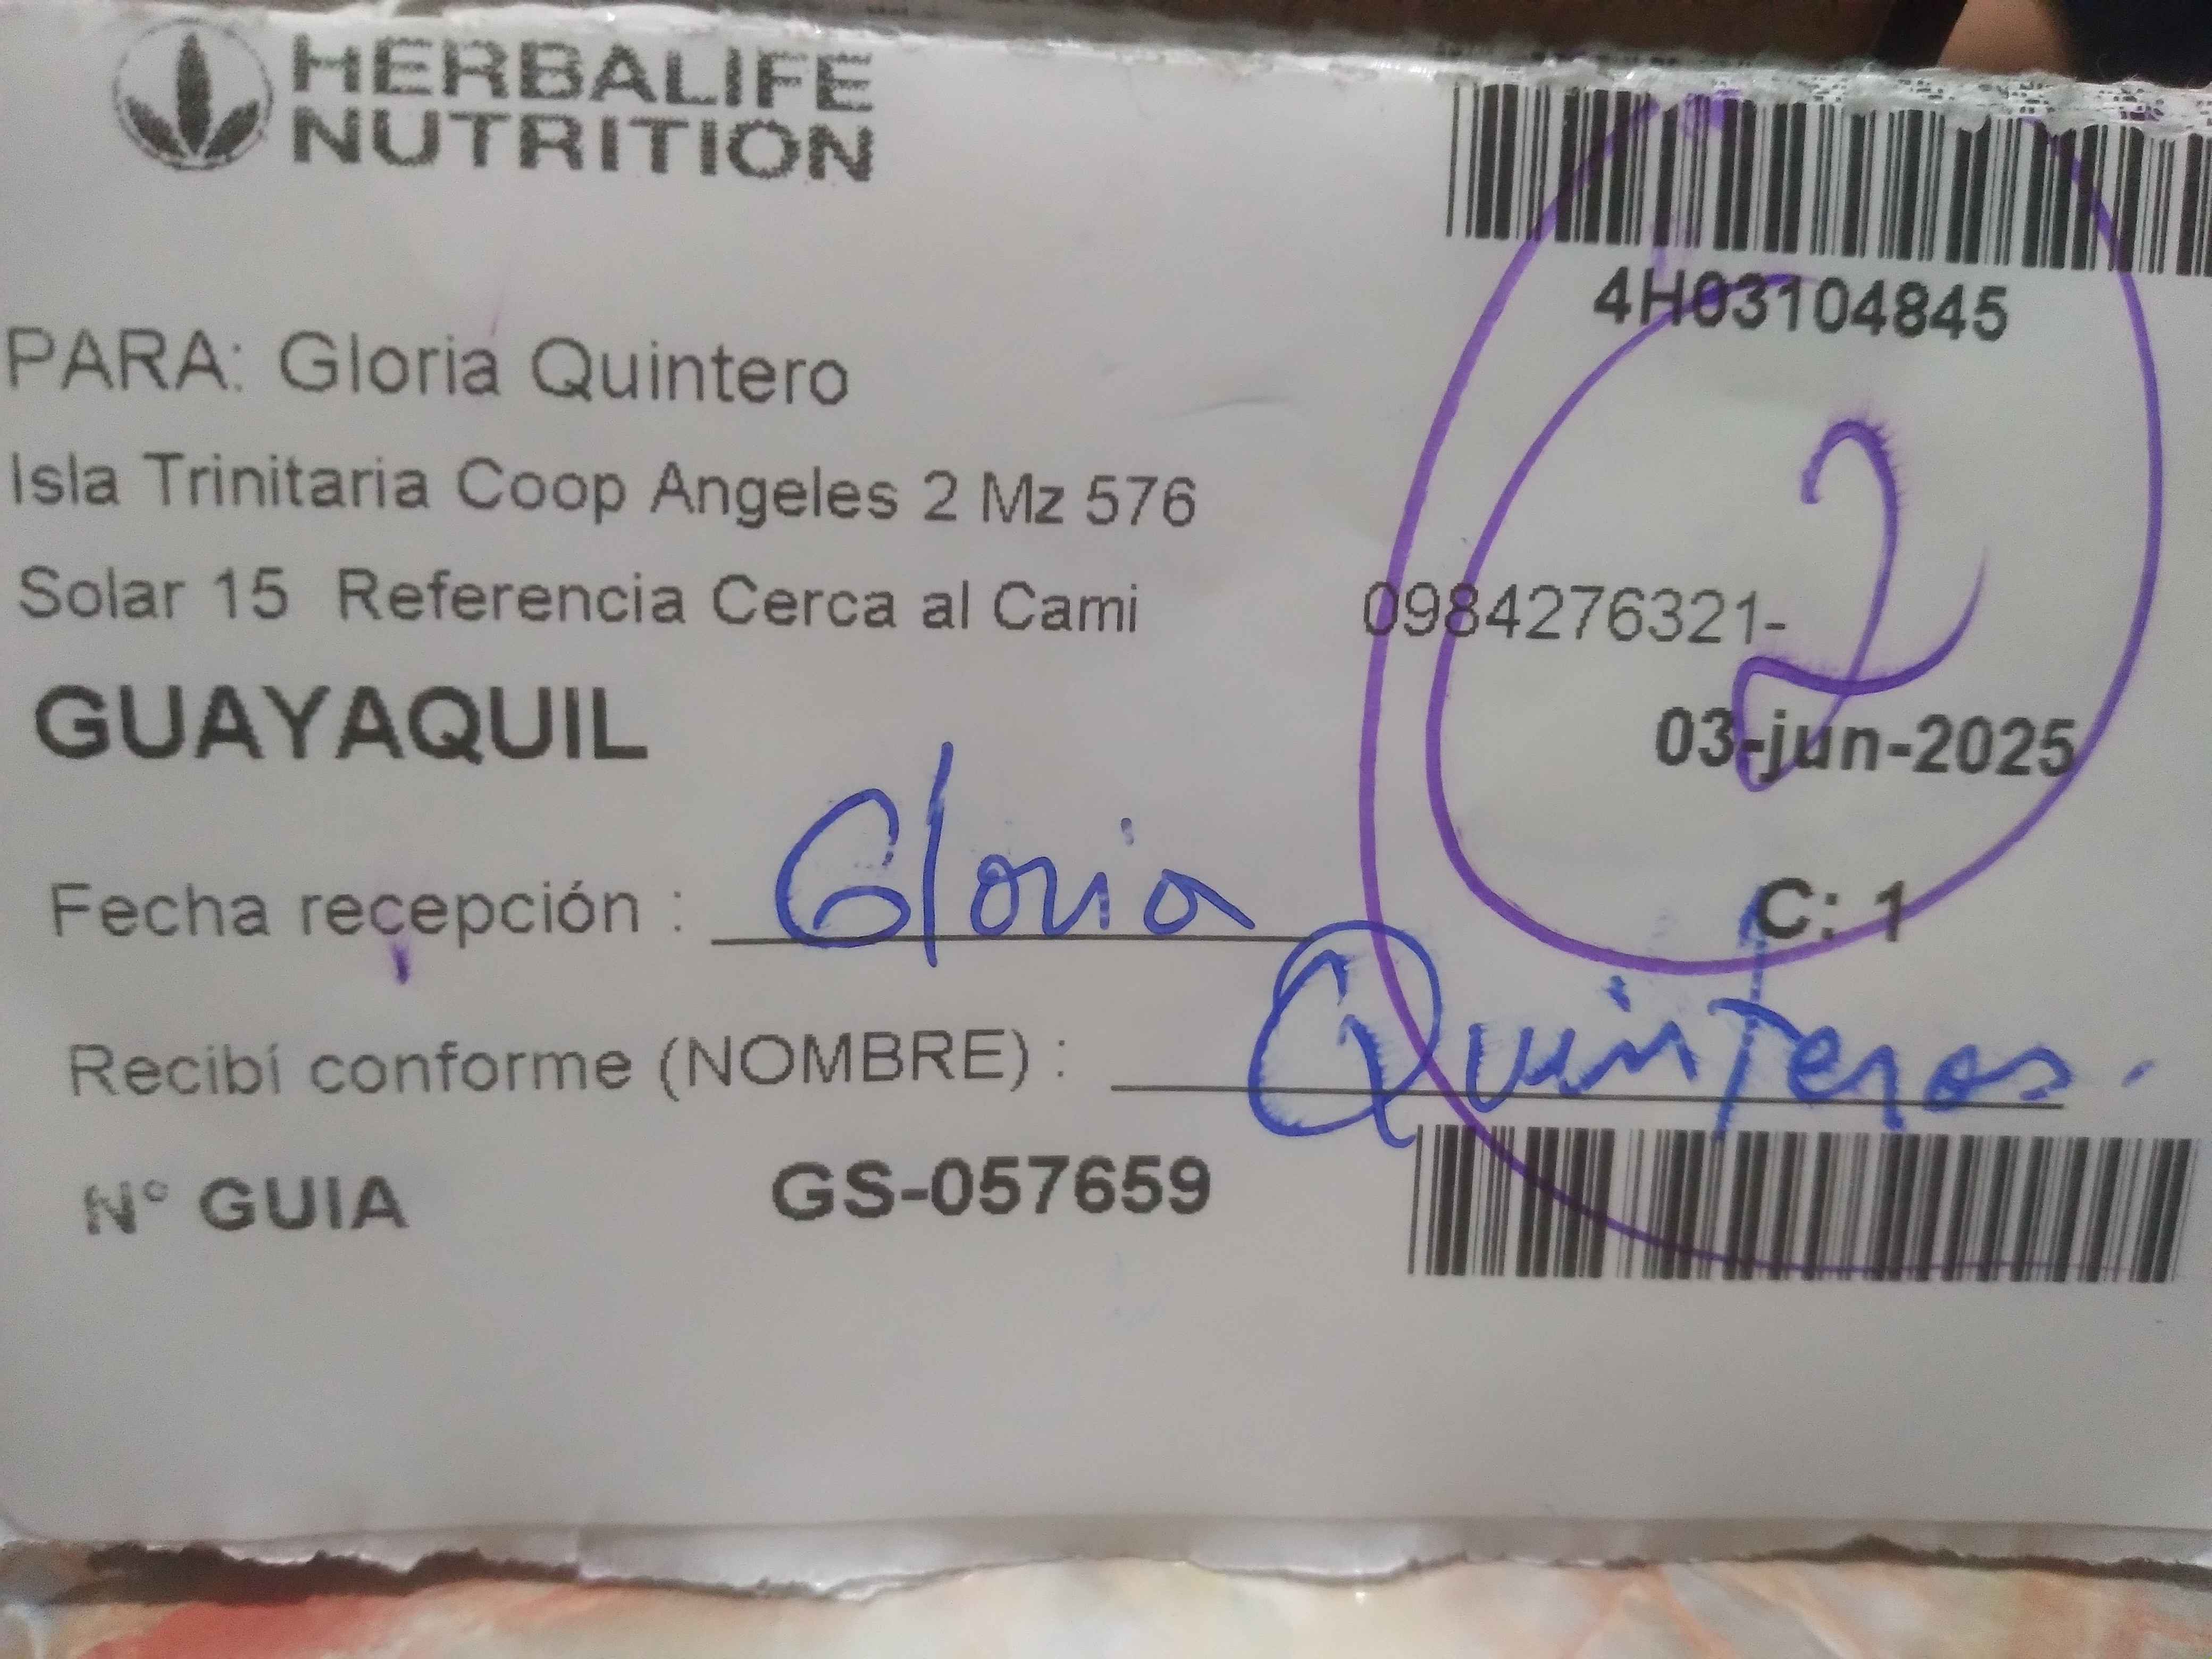 HERBALIFE
NUTRITION
4H03104845
PARA: Gloria Quintero
Isla Trinitaria Coop Angeles 2 Mz 576
Solar 15 Referencia Cerca al Cami
0984276321-
2
GUAYAQUIL
03-jun-2025
C: 1
Fecha recepción : Gloria
Recibí conforme (NOMBRE) : Quinteros.
N° GUIA GS-057659